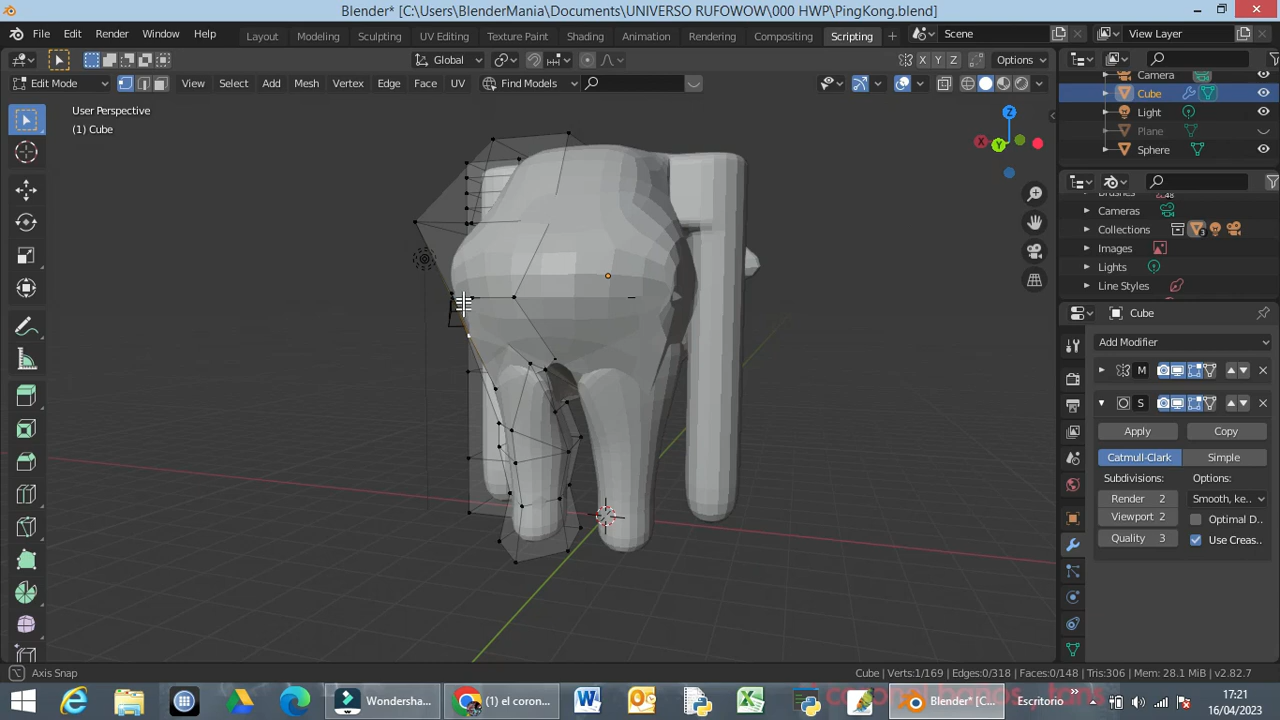 Blender* [C:\Users\BlenderMania\Documents\UNIVERSO RUFOWOW\000 HWP\PingKong.blend]
File Edit Render Window Help Layout Modeling Sculpting UV Editing Texture Paint Shading Animation Rendering Compositing Scripting + Scene View Layer
Global X Y Z Options
Edit Mode View Select Add Mesh Vertex Edge Face UV Find Models
User Perspective
(1) Cube
Z
X
Y
Camera
Cube
Light
Plane
Sphere
Cameras
Collections 3
Images
Lights
Line Styles
Cube
Add Modifier
M
S
Apply Copy
Catmull-Clark Simple
Subdivisions: Options:
Render 2 Smooth, ke..
Viewport 2 Optimal D..
Quality 3 Use Creas..
Axis Snap Cube | Verts:1/169 | Edges:0/318 | Faces:0/148 | Tris:306 | Mem: 28.1 MiB | v2.82.7
Wondersha... (1) el coron... Blender* [C... Escritorio 17:21
16/04/2023